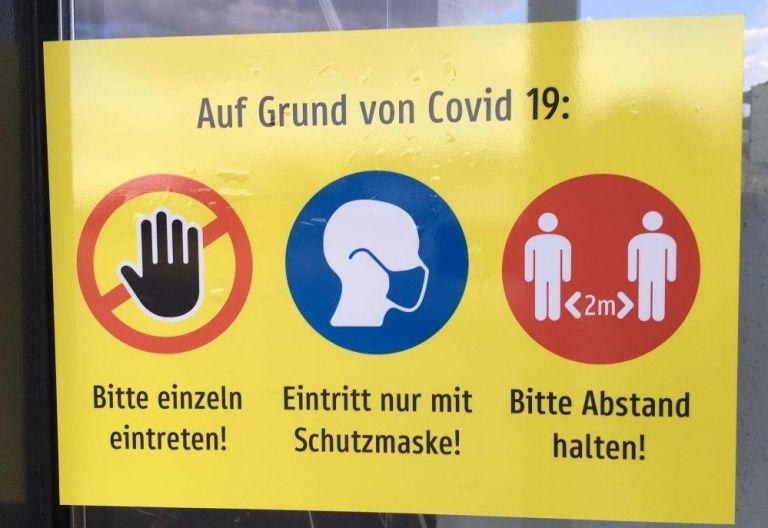 Auf Grund von Covid 19:
<2m>
Bitte einzeln
eintreten!
Eintritt nur mit
Schutzmaske!
Bitte Abstand
halten!